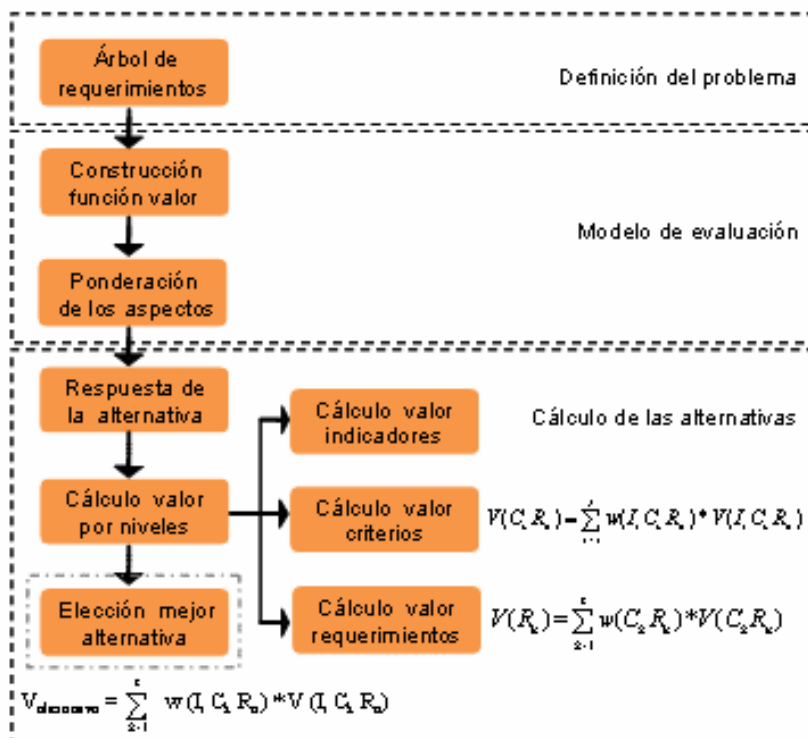 Árbol de
requerimientos
Definición del problema
Construcción
función valor
Modelo de evaluación
Ponderación
de los aspectos
Respuesta de
la alternativa
Cálculo valor
indicadores
Cálculo de las alternativas
Cálculo valor
por niveles
Cálculo valor
criterios
Elección mejor
alternativa
Cálculo valor
requerimientos